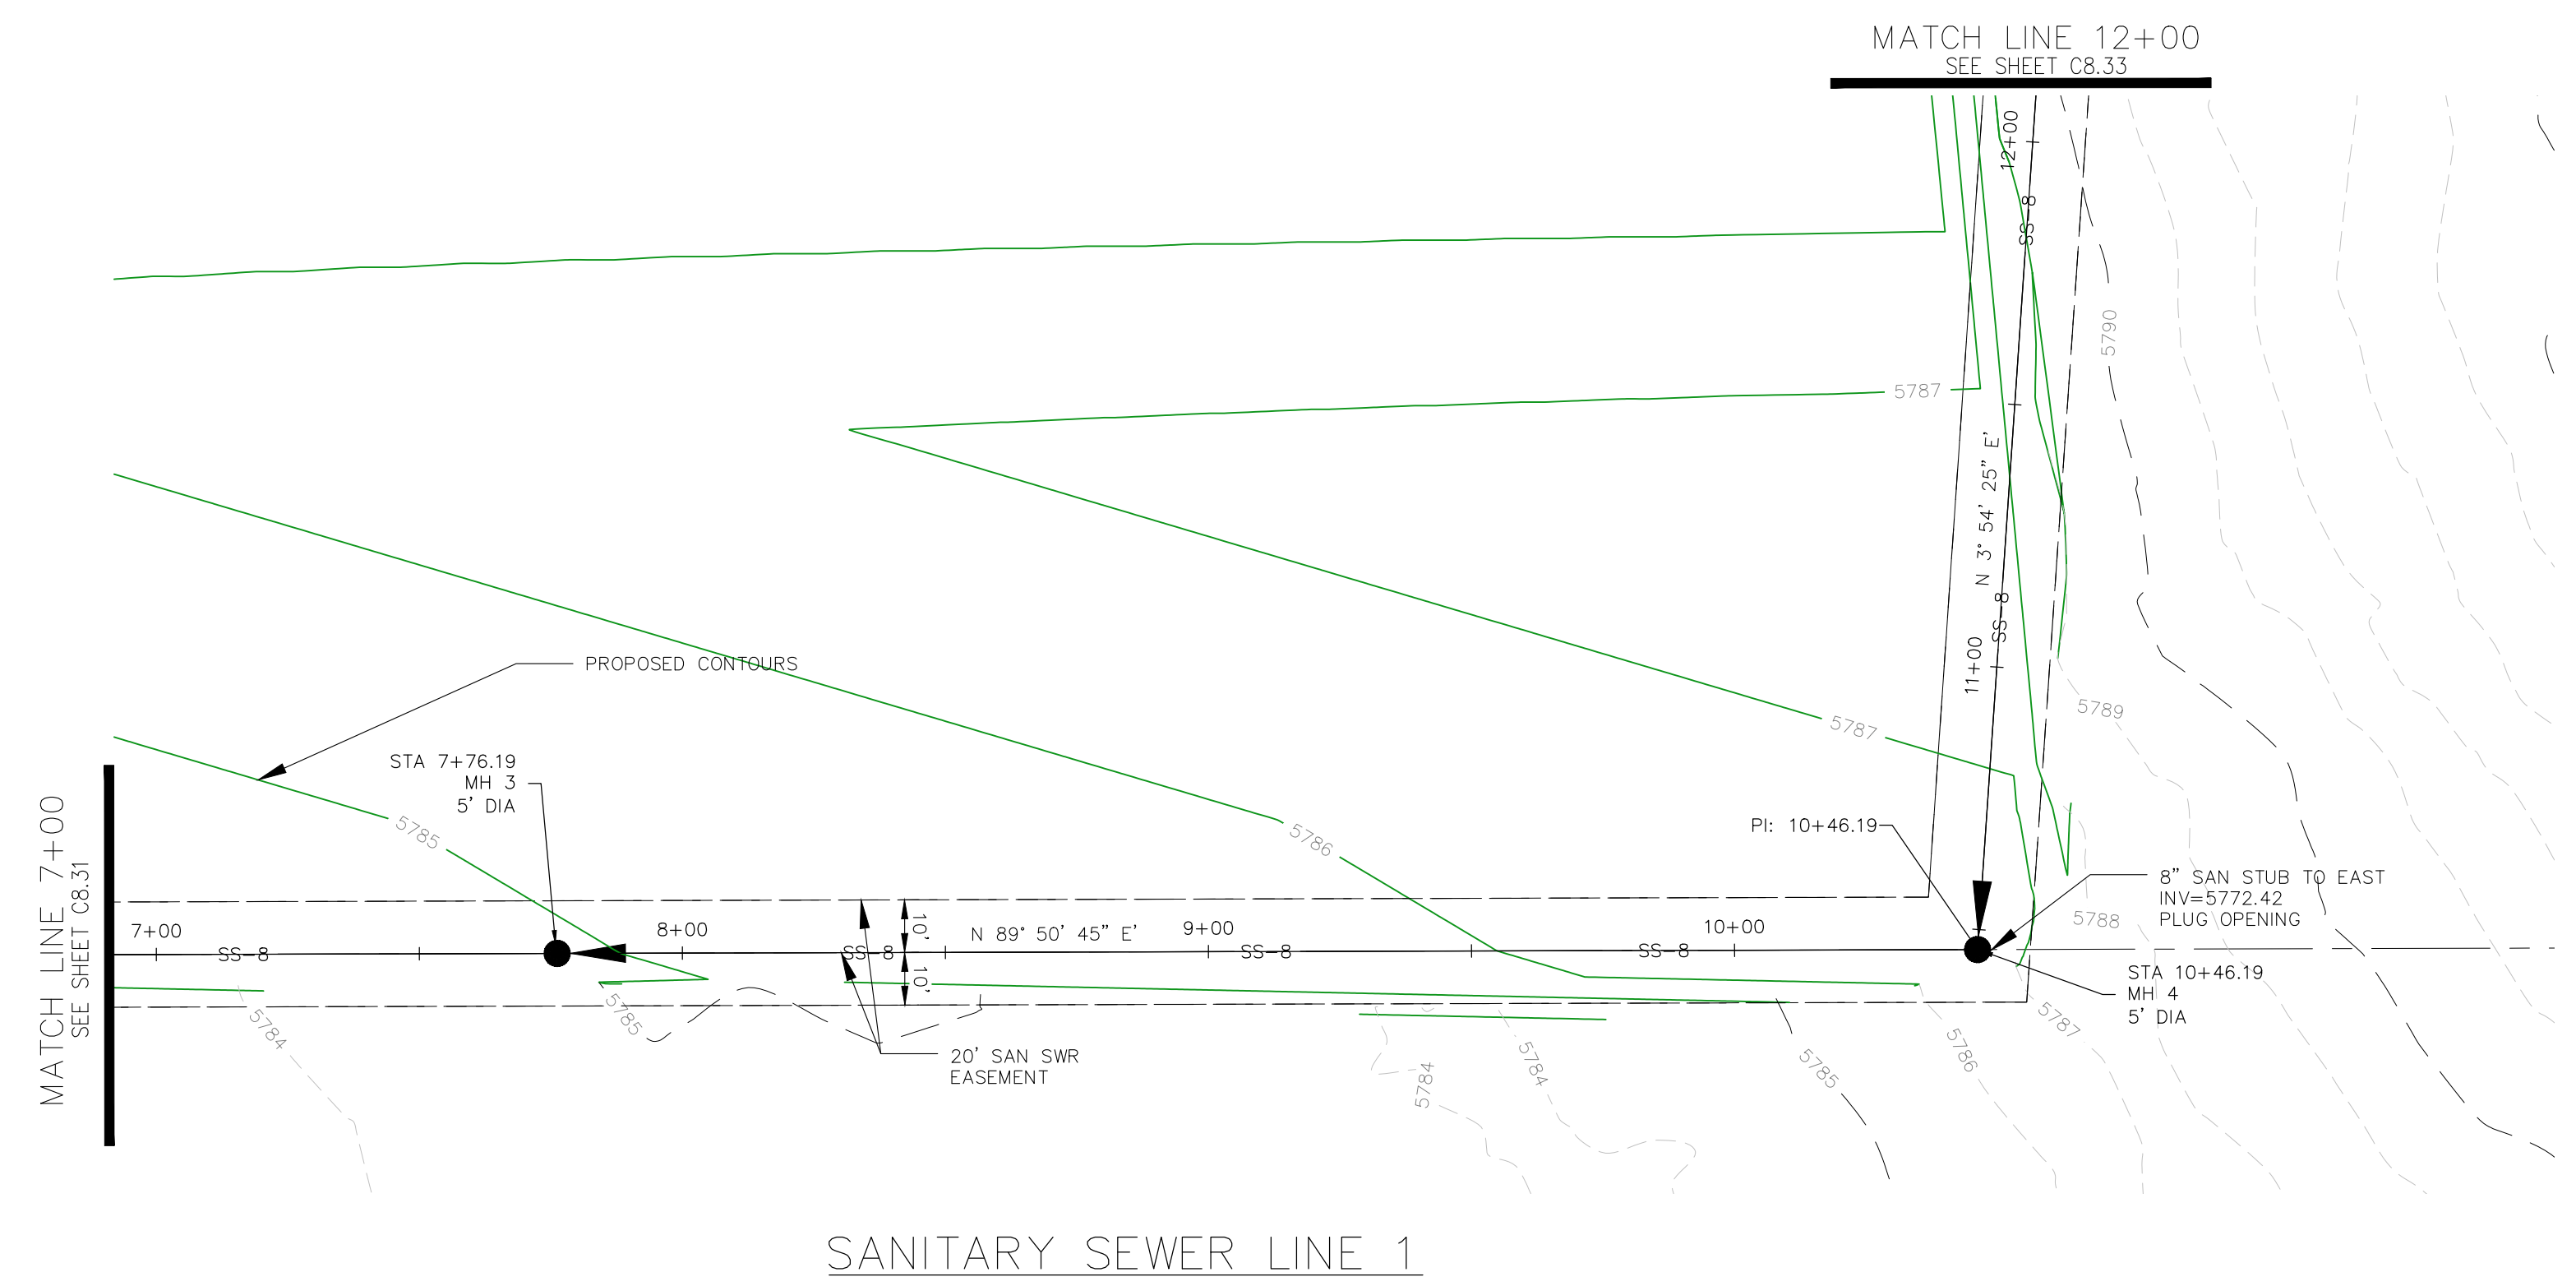 MATCH LINE 12+00
SEE SHEET C8.33
12+00
SS-8
5790
5787
N 3° 54' 25" E'
SS-8
11+00
PROPOSED CONTOURS
5789
5787
STA 7+76.19
MH 3
5' DIA
5785
5786
PI: 10+46.19
MATCH LINE 7+00
SEE SHEET C8.31
8" SAN STUB TO EAST
INV=5772.42
PLUG OPENING
5788
7+00
8+00
10'
N 89° 50' 45" E'
9+00
10+00
SS-8
SS-8
SS-8
SS-8
10'
STA 10+46.19
MH 4
5' DIA
5784
5785
20' SAN SWR
EASEMENT
5784
5784
5785
5786
5787
SANITARY SEWER LINE 1